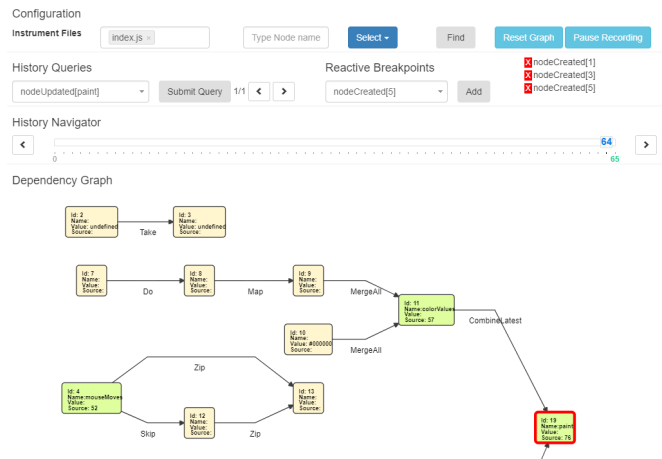 Configuration
Instrument Files
index.js ×
Type Node name
Select
Find
Reset Graph
Pause Recording
History Queries
Reactive Breakpoints
X nodeCreated[1]
X nodeCreated[3]
X nodeCreated[5]
nodeUpdated[paint]
Submit Query
1/1
nodeCreated[5]
Add
History Navigator
64
0
65
Dependency Graph
Id: 2
Name:
Value: undefined
Source:
Take
Id: 3
Name:
Value: undefined
Source:
Id: 7
Name:
Value:
Source:
Do
Id: 8
Name:
Value:
Source:
Map
Id: 9
Name:
Value:
Source:
MergeAll
Id: 11
Name:colorValues
Value:
Source: 57
CombineLatest
Id: 10
Name:
Value: #000000
Source:
MergeAll
Zip
Id: 4
Name:mouseMoves
Value:
Source: 52
Skip
Id: 12
Name:
Value:
Source:
Zip
Id: 13
Name:
Value:
Source:
Id: 19
Name:paint
Value:
Source: 76